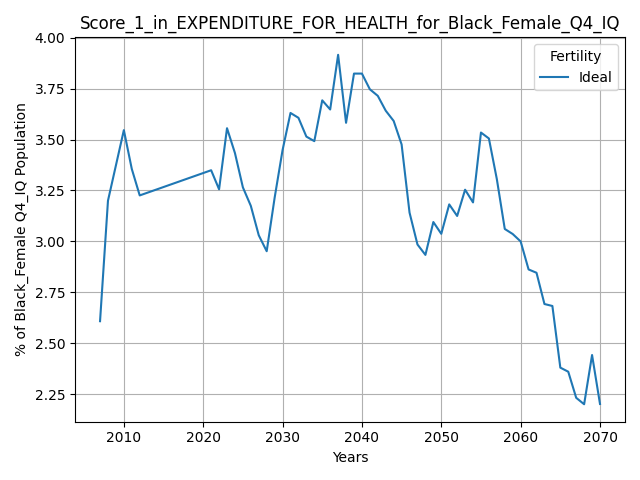 Score_1_in_EXPENDITURE_FOR_HEALTH_for_Black_Female_Q4_IQ
Fertility
Ideal
% of Black_Female Q4_IQ Population
4.00
3.75
3.50
3.25
3.00
2.75
2.50
2.25
2010 2020 2030 2040 2050 2060 2070
Years